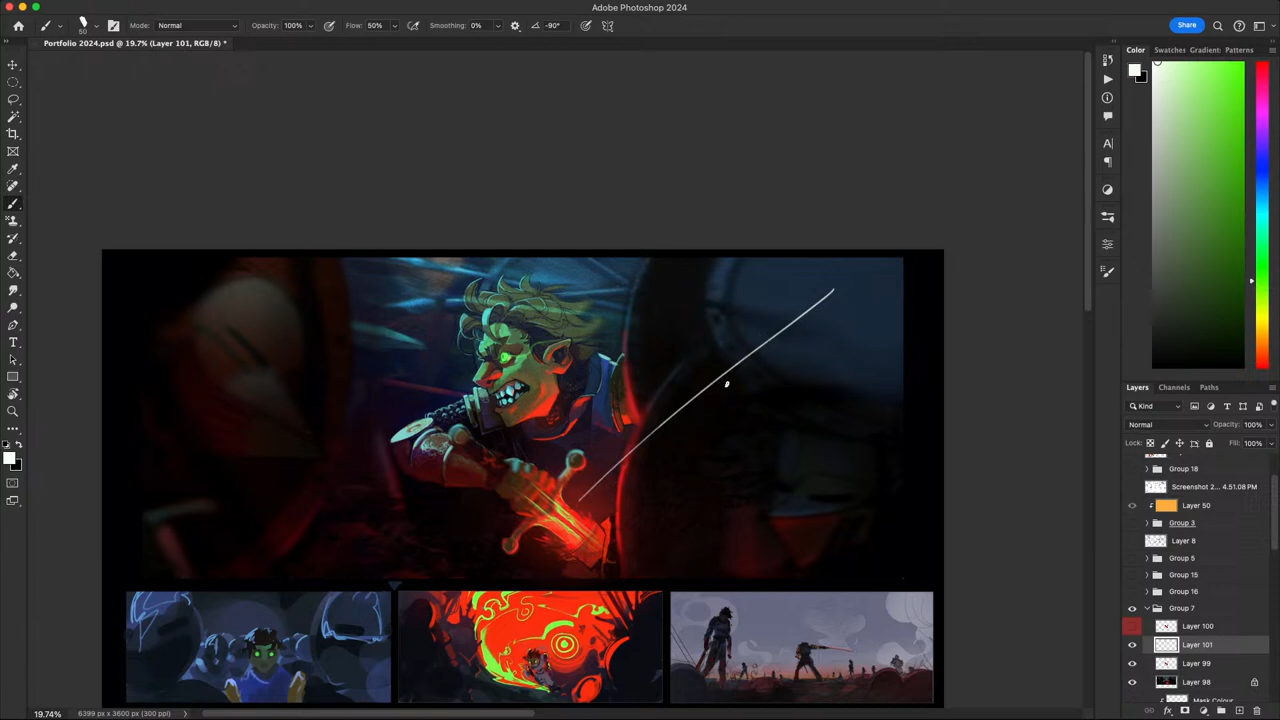 Adobe Photoshop 2024
50
Mode: Normal
Opacity: 100%
Flow: 50%
Smoothing: 0%
-90°
Share
Portfolio 2024.psd @ 19.7% (Layer 101, RGB/8) *
Color
Swatches
Gradient:
Patterns
Layers
Channels
Paths
Kind
Normal
Opacity: 100%
Lock:
Fill: 100%
Group 18
Screenshot 2... 4.51.08 PM
Layer 50
Group 3
Layer 8
Group 5
Group 15
Group 16
Group 7
Layer 100
Layer 101
Layer 99
Layer 98
Mask Colour
19.74%
6399 px x 3600 px (300 ppi)